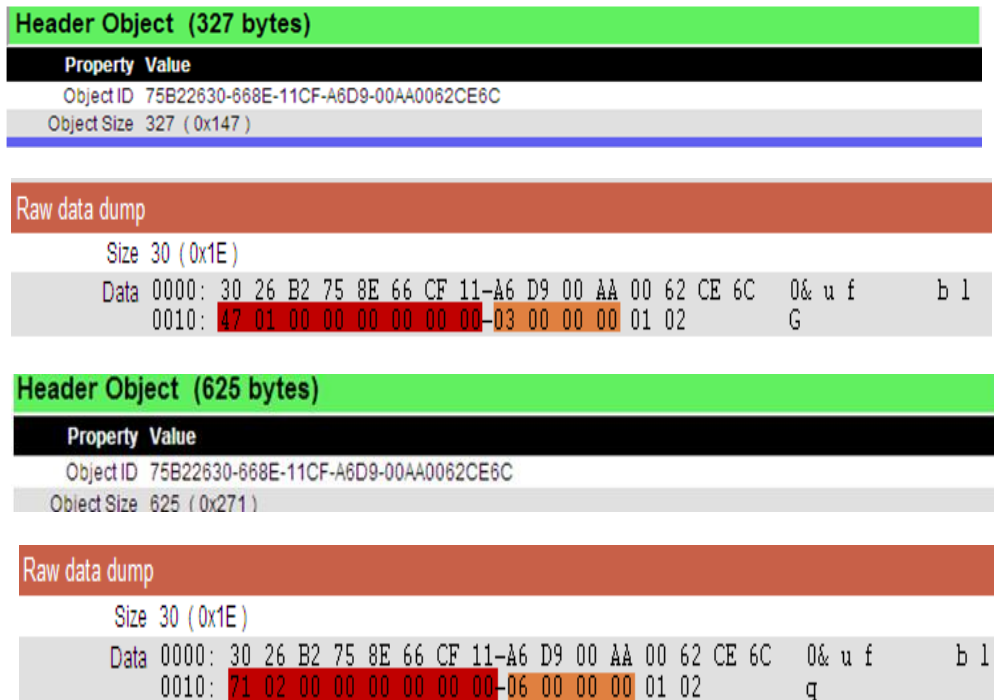 Header Object (327 bytes)
Property Value
Object ID 75B22630-668E-11CF-A6D9-00AA0062CE6C
Object Size 327 ( 0x147 )
Raw data dump
Size 30 ( 0x1E )
Data 0000: 30 26 B2 75 8E 66 CF 11-A6 D9 00 AA 00 62 CE 6C 0& u f b l
0010: 47 01 00 00 00 00 00 00-03 00 00 00 01 02 G
Header Object (625 bytes)
Property Value
Object ID 75B22630-668E-11CF-A6D9-00AA0062CE6C
Object Size 625 ( 0x271 )
Raw data dump
Size 30 ( 0x1E )
Data 0000: 30 26 B2 75 8E 66 CF 11-A6 D9 00 AA 00 62 CE 6C 0& u f b l
0010: 71 02 00 00 00 00 00 00-06 00 00 00 01 02 q